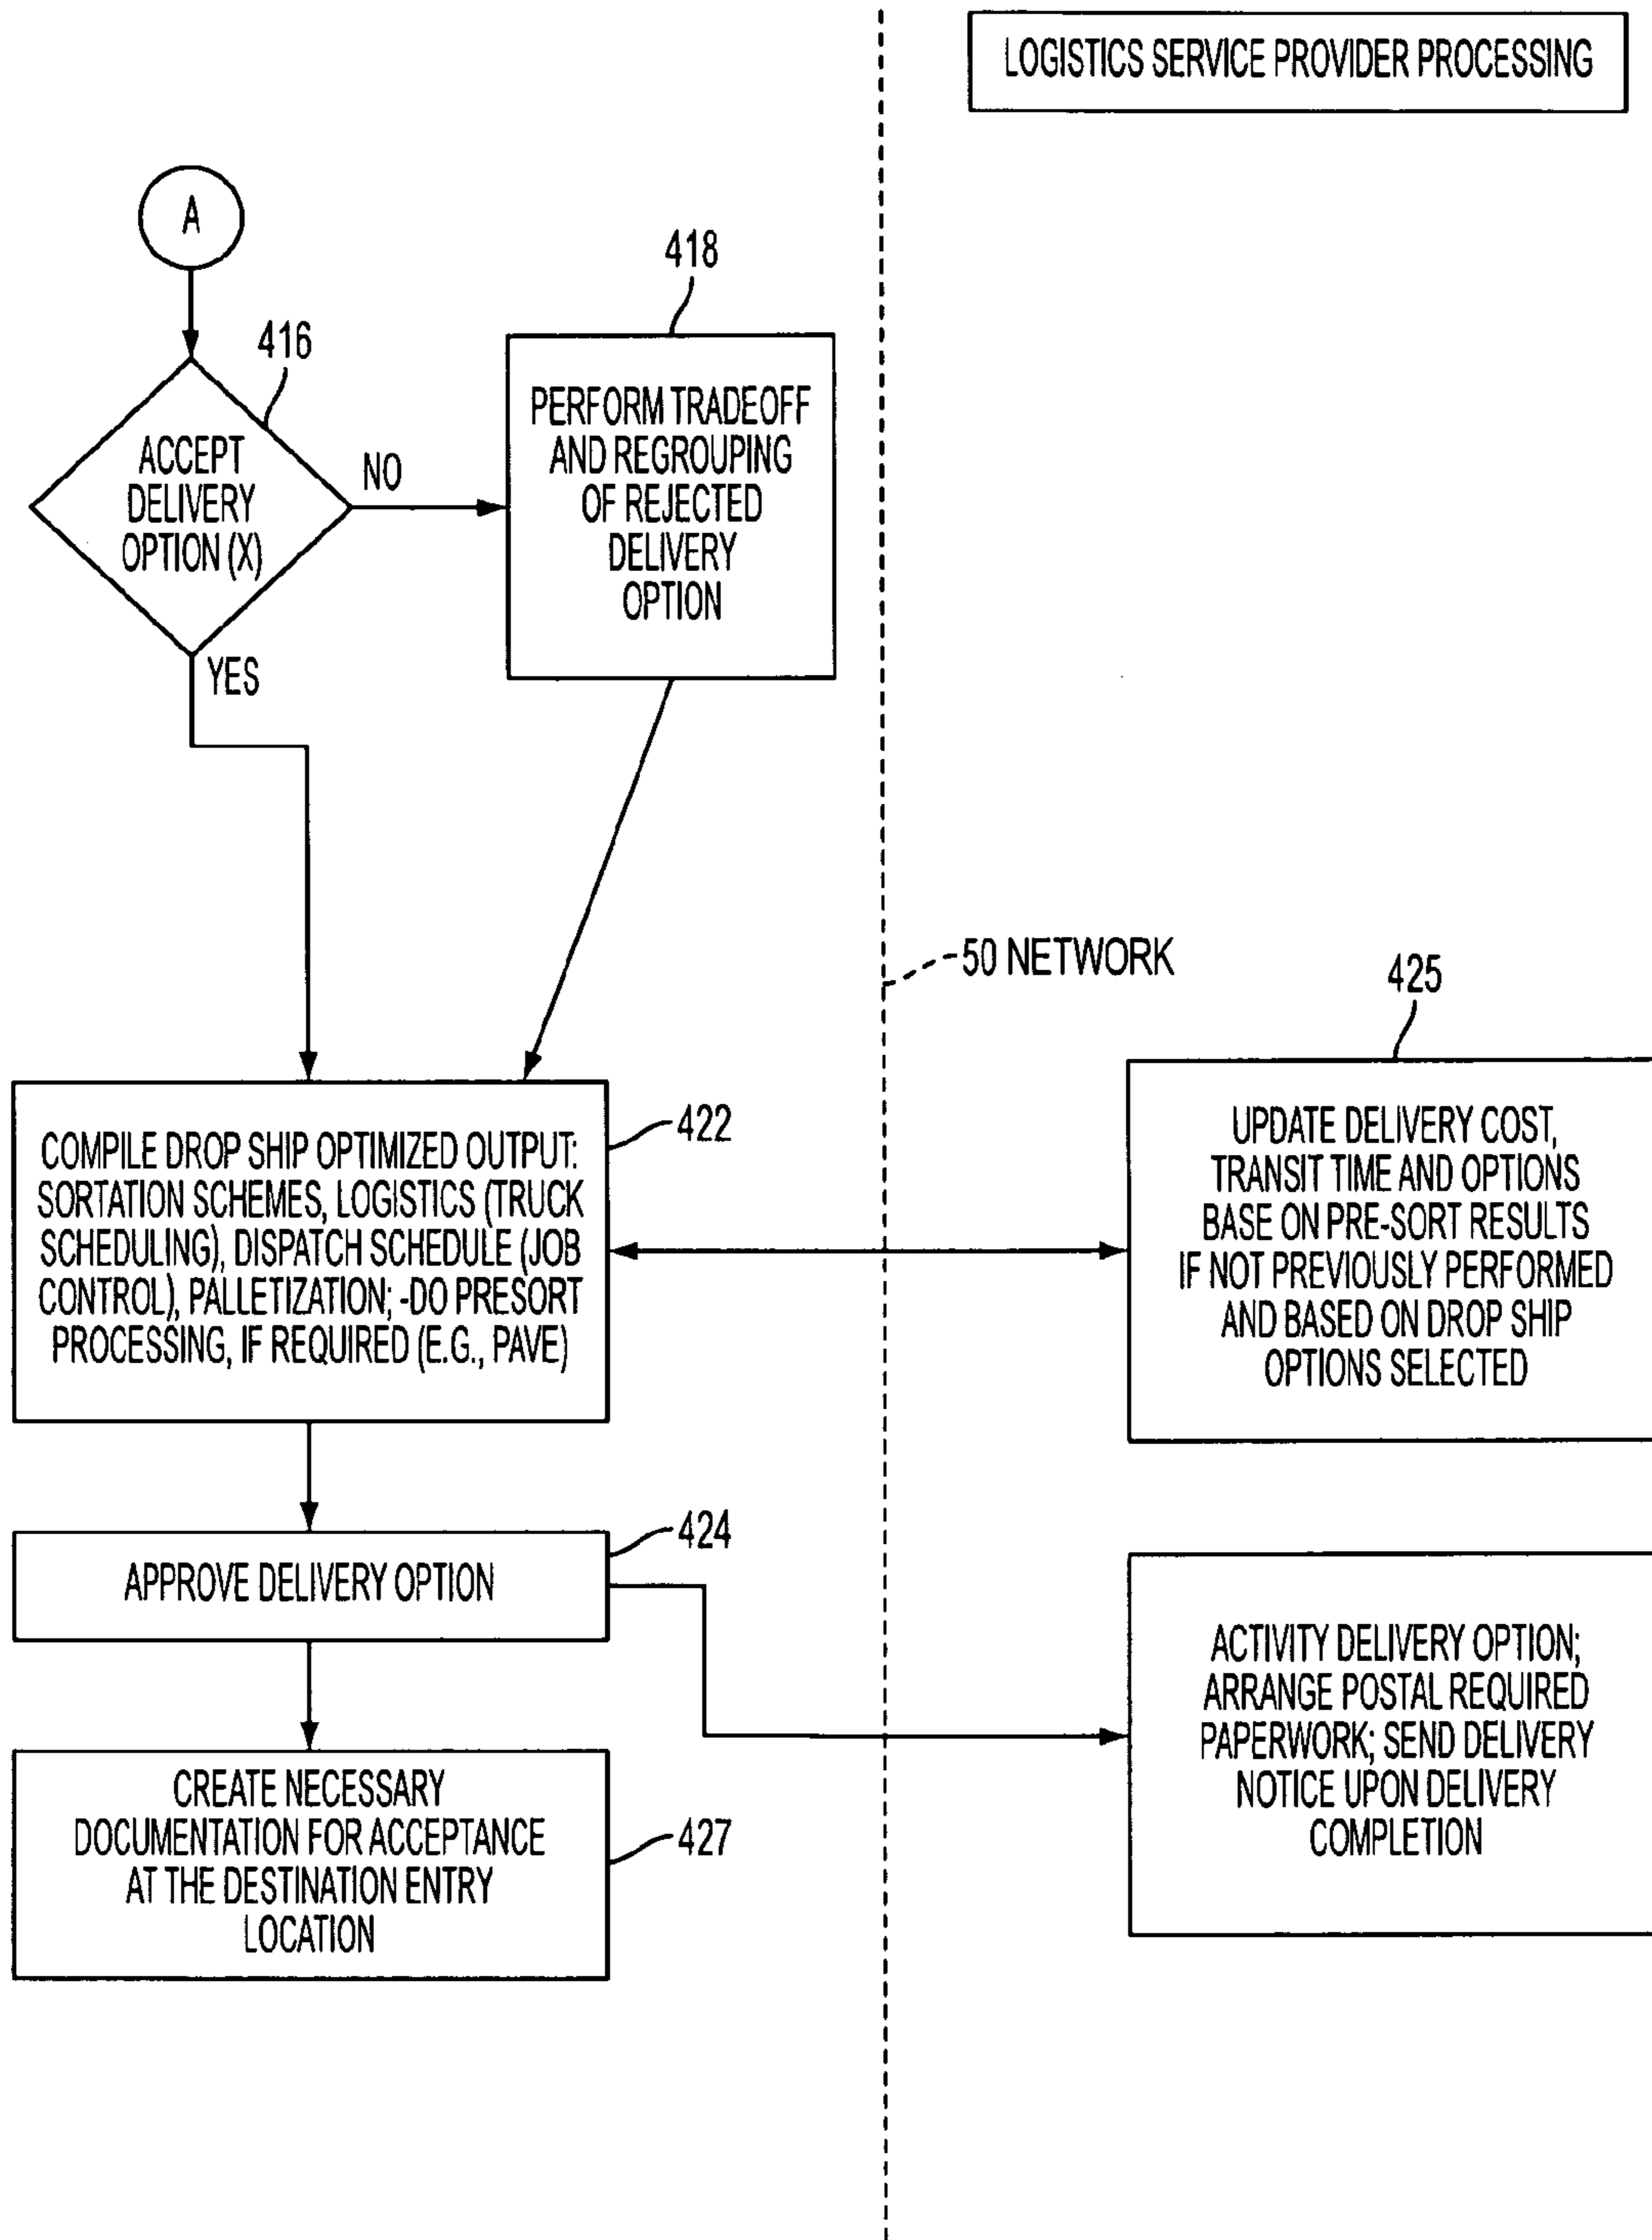 LOGISTICS SERVICE PROVIDER PROCESSING
A
416
ACCEPT
DELIVERY
OPTION (X)
NO
YES
418
PERFORM TRADEOFF
AND REGROUPING
OF REJECTED
DELIVERY
OPTION
50 NETWORK
422
COMPILE DROP SHIP OPTIMIZED OUTPUT:
SORTATION SCHEMES, LOGISTICS (TRUCK
SCHEDULING), DISPATCH SCHEDULE (JOB
CONTROL), PALLETIZATION; -DO PRESORT
PROCESSING, IF REQUIRED (E.G., PAVE)
425
UPDATE DELIVERY COST,
TRANSIT TIME AND OPTIONS
BASE ON PRE-SORT RESULTS
IF NOT PREVIOUSLY PERFORMED
AND BASED ON DROP SHIP
OPTIONS SELECTED
424
APPROVE DELIVERY OPTION
ACTIVITY DELIVERY OPTION;
ARRANGE POSTAL REQUIRED
PAPERWORK; SEND DELIVERY
NOTICE UPON DELIVERY
COMPLETION
427
CREATE NECESSARY
DOCUMENTATION FOR ACCEPTANCE
AT THE DESTINATION ENTRY
LOCATION